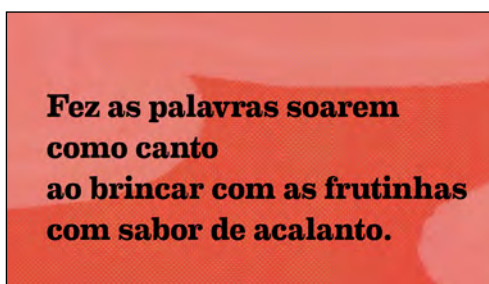 Fez as palavras soarem
como canto
ao brincar com as frutinhas
com sabor de acalanto.